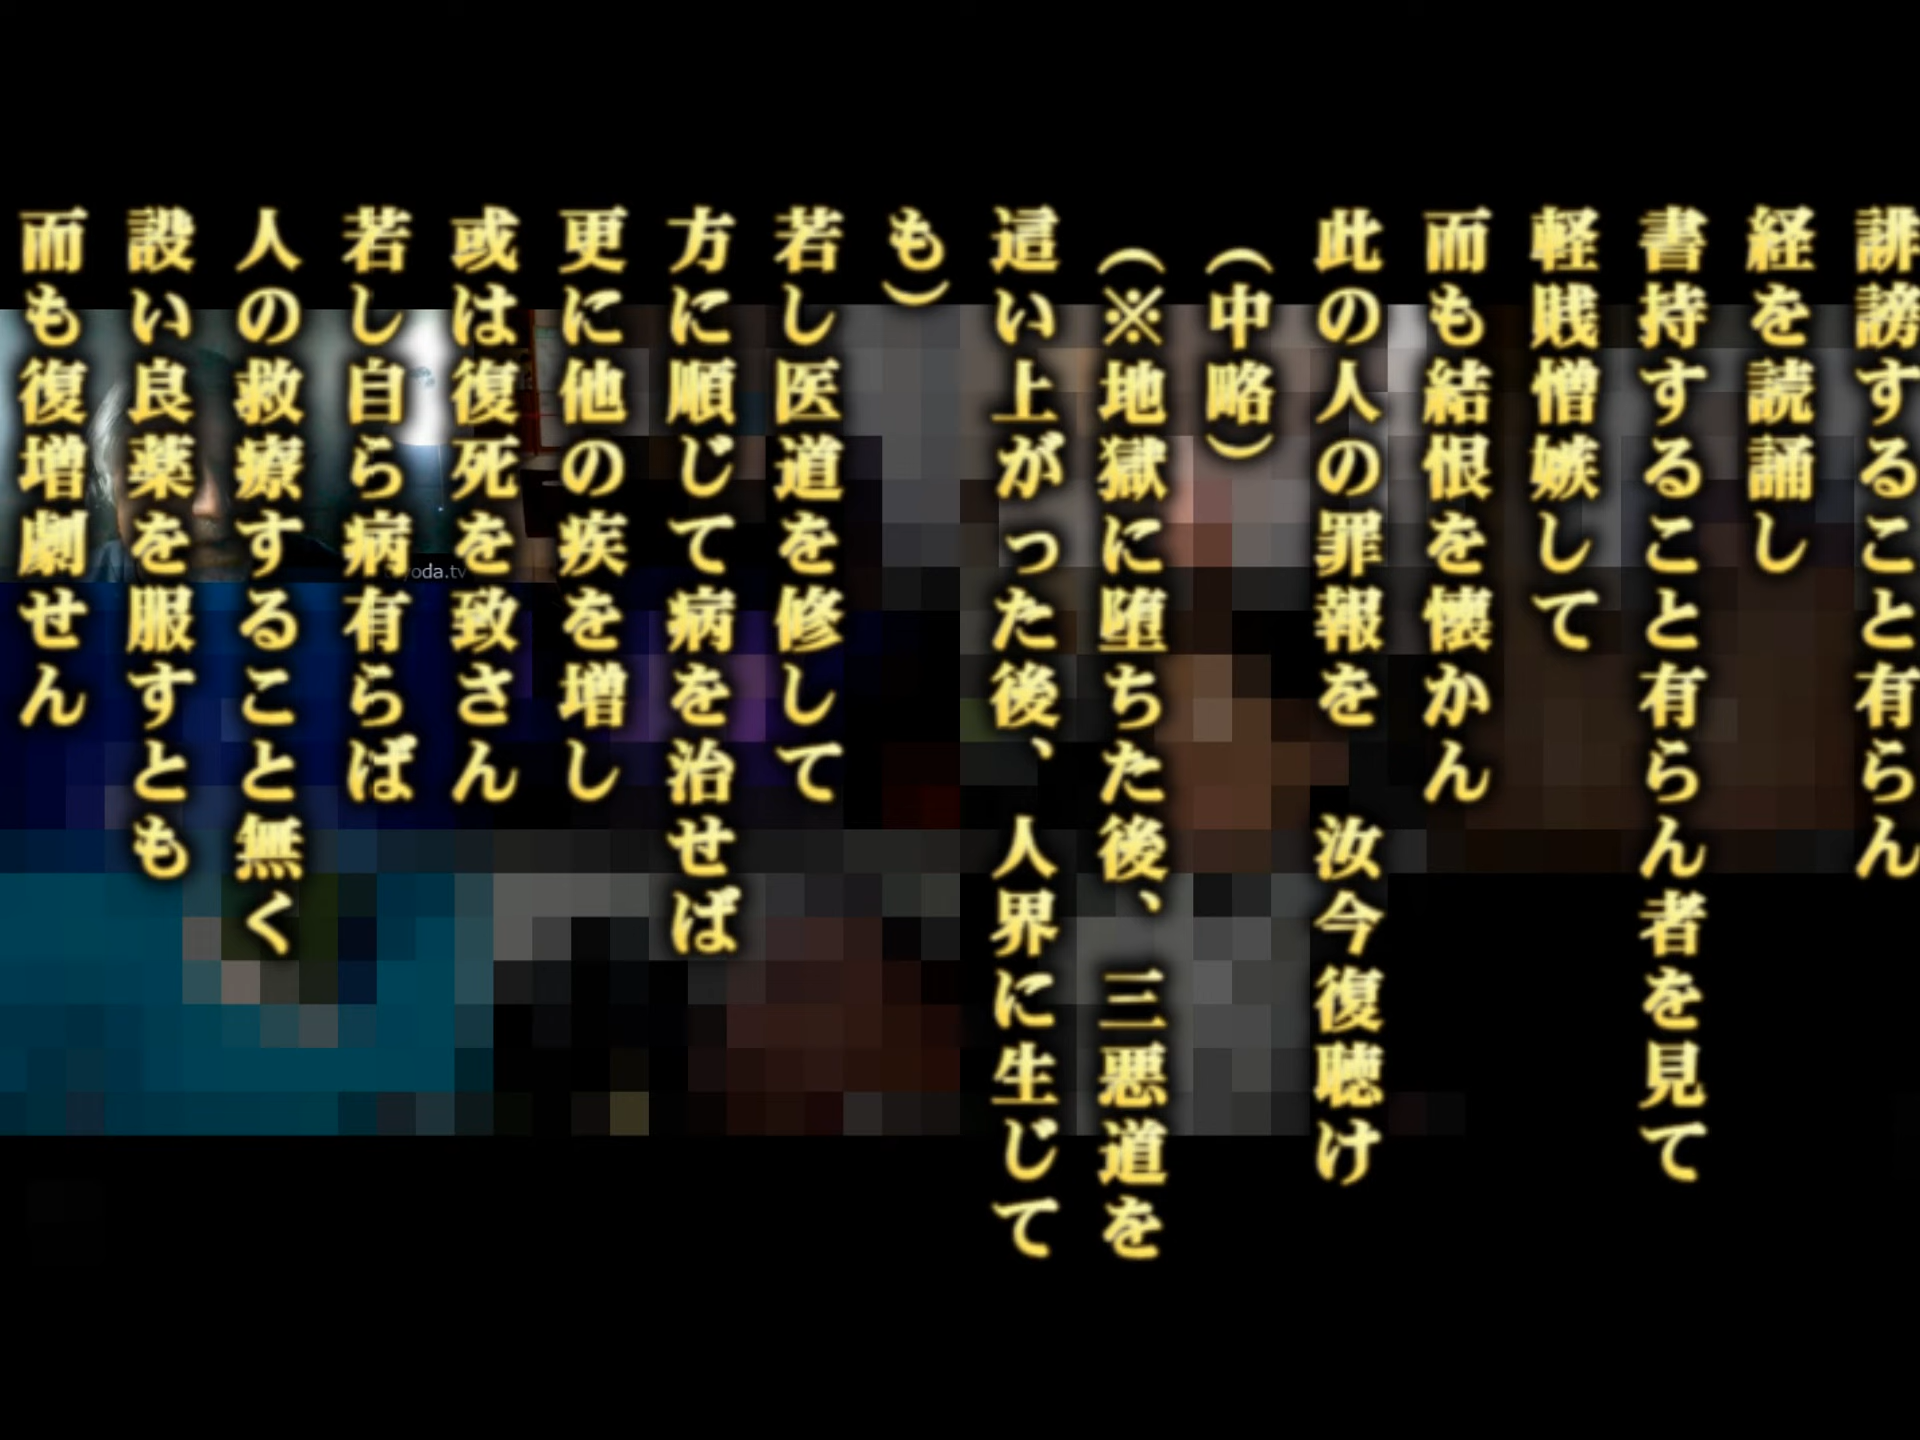 誹謗すること有らん
経を読誦し
書持すること有らん者を見て
軽賎憎嫉して
而も結恨を懐かん
此の人の罪報を 汝今復聴け
(中略)
(※地獄に堕ちた後、三悪道を
這い上がった後、人界に生じて
も)
若し医道を修して
方に順じて病を治せば
更に他の疾を増し
或は復死を致さん
若し自ら病有らば
人の救療すること無く
設い良薬を服すとも
而も復増劇せん
yoda.tv